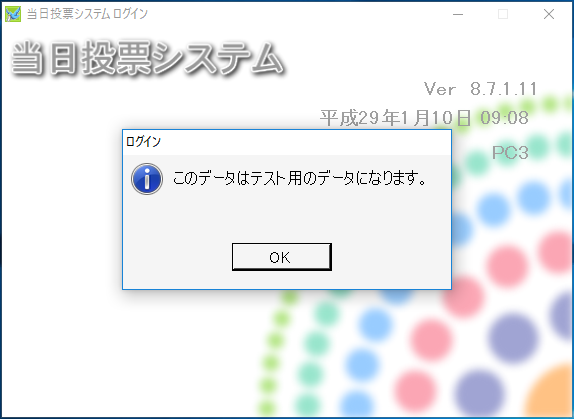 当日投票システム ログイン
当日投票システム
Ver 8.7.1.11
平成29年1月10日 09:08
PC3
ログイン
このデータはテスト用のデータになります。
OK